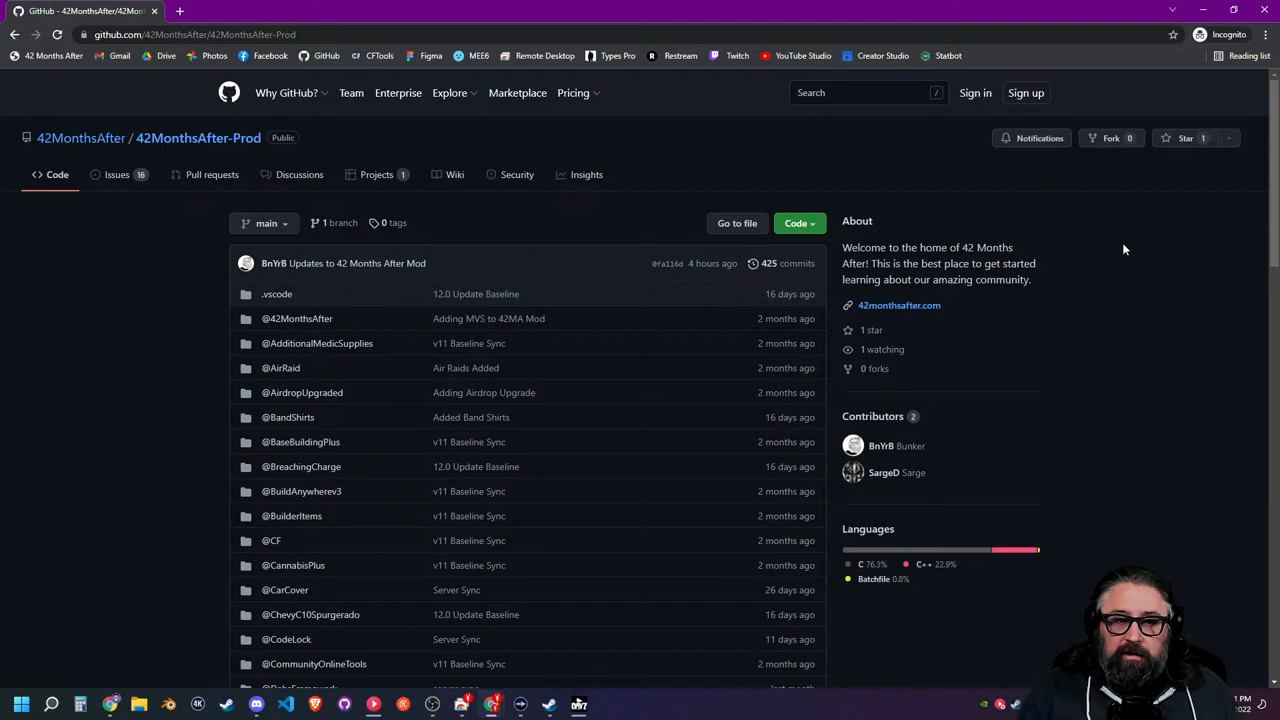 GitHub - 42MonthsAfter/42Mont
github.com/42MonthsAfter/42MonthsAfter-Prod
Incognito
42 Months After
Gmail
Drive
Photos
Facebook
GitHub
CFTools
Figma
MEE6
Remote Desktop
Types Pro
Restream
Twitch
YouTube Studio
Creator Studio
Statbot
Reading list
Why GitHub?
Team
Enterprise
Explore
Marketplace
Pricing
Search
/
Sign in
Sign up
42MonthsAfter / 42MonthsAfter-Prod
Public
Notifications
Fork 0
Star 1
Code
Issues 16
Pull requests
Discussions
Projects 1
Wiki
Security
Insights
main
1 branch
0 tags
Go to file
Code
About
Welcome to the home of 42 Months
After! This is the best place to get started
learning about our amazing community.
42monthsafter.com
1 star
1 watching
0 forks
Contributors 2
BnYrB Bunker
SargeD Sarge
Languages
C 76.3%
C++ 22.9%
Batchfile 0.8%
BnYrB Updates to 42 Months After Mod
0fa116d 4 hours ago
425 commits
.vscode 12.0 Update Baseline 16 days ago
@42MonthsAfter Adding MVS to 42MA Mod 2 months ago
@AdditionalMedicSupplies v11 Baseline Sync 2 months ago
@AirRaid Air Raids Added 2 months ago
@AirdropUpgraded Adding Airdrop Upgrade 2 months ago
@BandShirts Added Band Shirts 16 days ago
@BaseBuildingPlus v11 Baseline Sync 2 months ago
@BreachingCharge 12.0 Update Baseline 16 days ago
@BuildAnywherev3 v11 Baseline Sync 2 months ago
@BuilderItems v11 Baseline Sync 2 months ago
@CF v11 Baseline Sync 2 months ago
@CannabisPlus v11 Baseline Sync 2 months ago
@CarCover Server Sync 26 days ago
@ChevyC10Spurgerado 12.0 Update Baseline 16 days ago
@CodeLock Server Sync 11 days ago
@CommunityOnlineTools v11 Baseline Sync 2 months ago